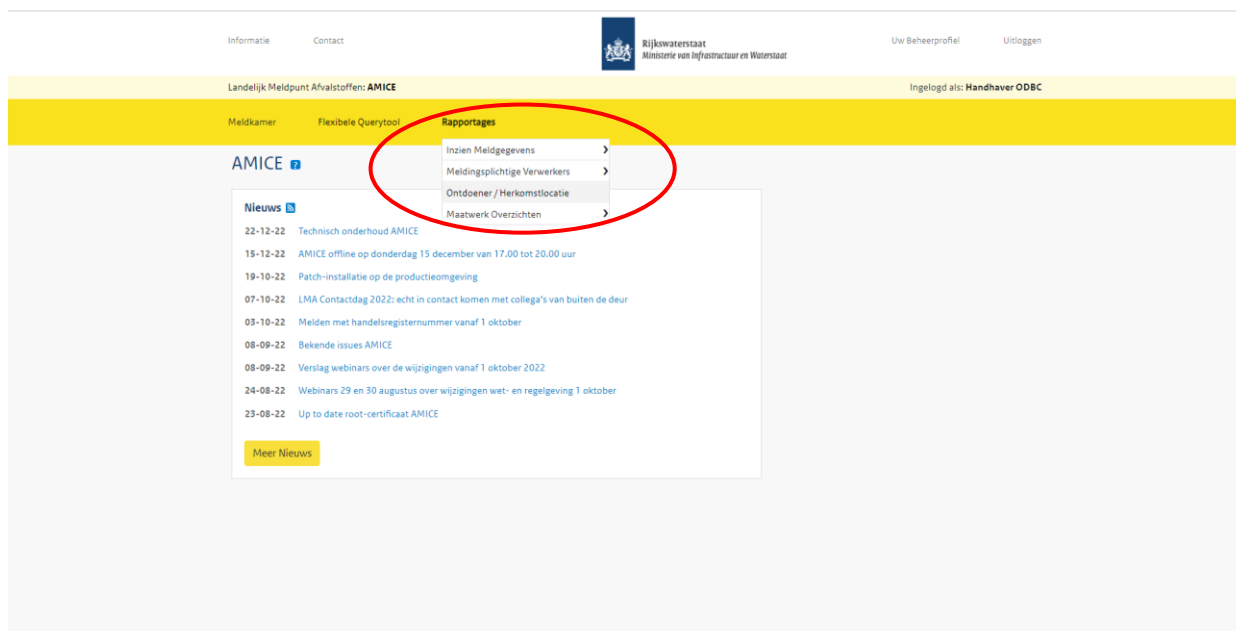 Informatie Contact Rijkswaterstaat Uw Beheerprofiel Uitloggen
Ministerie van Infrastructuur en Waterstaat
Landelijk Meldpunt Afvalstoffen: AMICE Ingelogd als: Handhaver ODBC
Meldkamer Flexibele Querytool Rapportages
Inzien Meldgegevens
Meldingsplichtige Verwerkers
Ontdoener / Herkomstlocatie
Maatwerk Overzichten
AMICE ?
Nieuws
22-12-22 Technisch onderhoud AMICE
15-12-22 AMICE offline op donderdag 15 december van 17.00 tot 20.00 uur
19-10-22 Patch-installatie op de productieomgeving
07-10-22 LMA Contactdag 2022: echt in contact komen met collega's van buiten de deur
03-10-22 Melden met handelsregisternummer vanaf 1 oktober
08-09-22 Bekende issues AMICE
08-09-22 Verslag webinars over de wijzigingen vanaf 1 oktober 2022
24-08-22 Webinars 29 en 30 augustus over wijzigingen wet- en regelgeving 1 oktober
23-08-22 Up to date root-certificaat AMICE
Meer Nieuws